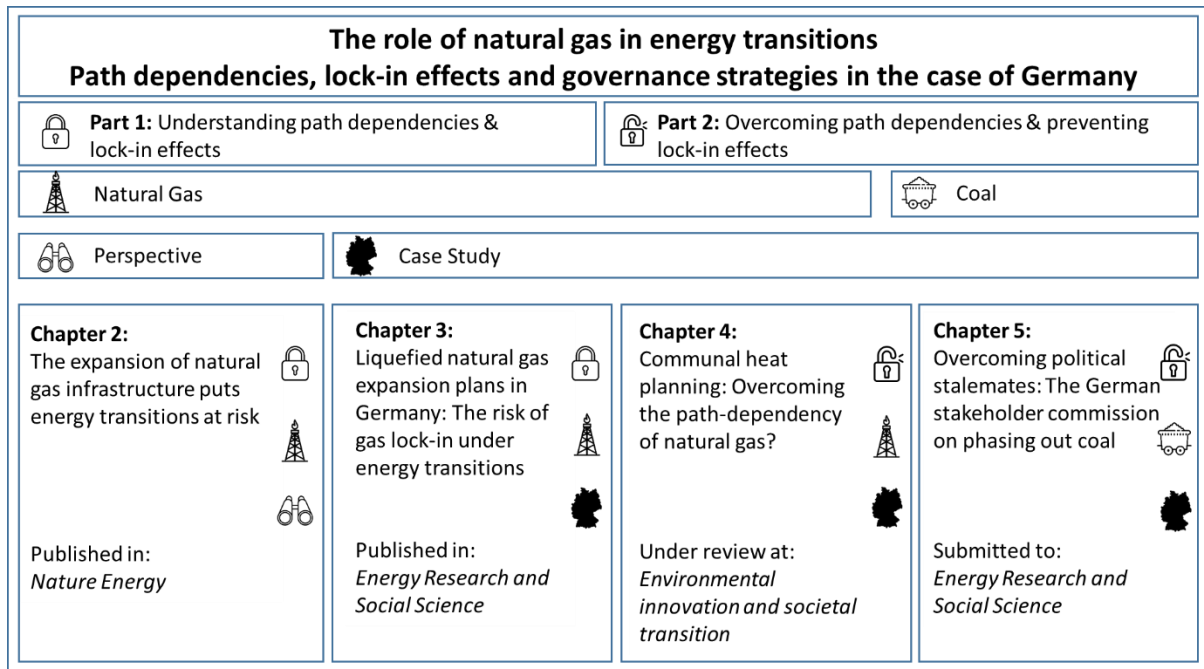 The role of natural gas in energy transitions
Path dependencies, lock-in effects and governance strategies in the case of Germany
Part 1: Understanding path dependencies &
lock-in effects
Part 2: Overcoming path dependencies & preventing
lock-in effects
Natural Gas
Coal
Perspective
Case Study
Chapter 2:
The expansion of natural
gas infrastructure puts
energy transitions at risk
Published in:
Nature Energy
Chapter 3:
Liquefied natural gas
expansion plans in
Germany: The risk of
gas lock-in under
energy transitions
Published in:
Energy Research and
Social Science
Chapter 4:
Communal heat
planning: Overcoming
the path-dependency
of natural gas?
Under review at:
Environmental
innovation and societal
transition
Chapter 5:
Overcoming political
stalemates: The German
stakeholder commission
on phasing out coal
Submitted to:
Energy Research and
Social Science